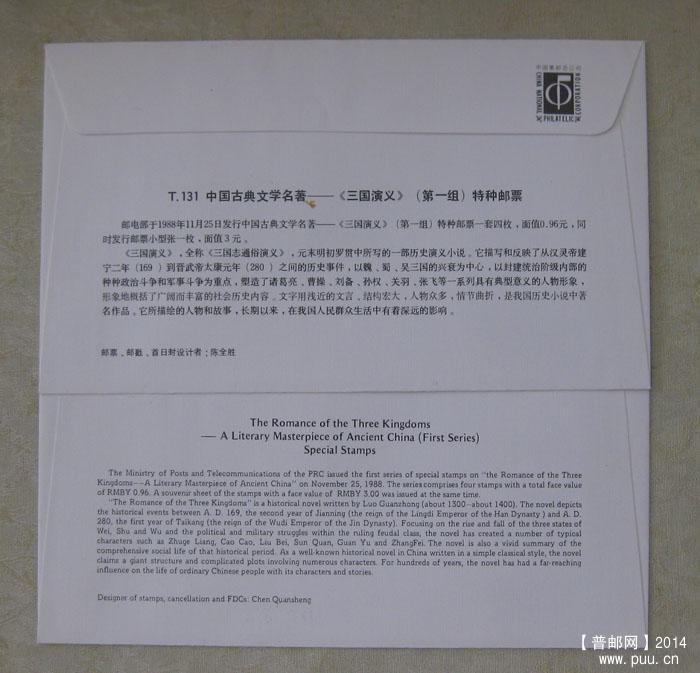 中国集邮总公司
CHINA NATIONAL
PHILATELIC
CORPORATION
T.131 中国古典文学名著——《三国演义》（第一组）特种邮票
邮电部于1988年11月25日发行中国古典文学名著——《三国演义》（第一组）特种邮票一套四枚，面值0.96元，同
时发行邮票小型张一枚，面值3元。
《三国演义》，全称《三国志通俗演义》，元末明初罗贯中所写的一部历史演义小说。它描写和反映了从汉灵帝建
宁二年（169 ）到晋武帝太康元年（280 ）之间的历史事件，以魏、蜀、吴三国的兴衰为中心，以封建统治阶级内部的
种种政治斗争和军事斗争为重点，塑造了诸葛亮、曹操、刘备、孙权、关羽、张飞等一系列具有典型意义的人物形象，
形象地概括了广阔而丰富的社会历史内容。文字用浅近的文言、结构宏大，人物众多，情节曲折，是我国历史小说中著
名作品。它所描绘的人物和故事，长期以来，在我国人民群众生活中有着深远的影响。
邮票、邮戳、首日封设计者：陈全胜
The Romance of the Three Kingdoms
— A Literary Masterpiece of Ancient China (First Series)
Special Stamps
The Ministry of Posts and Telecommunications of the PRC issued the first series of special stamps on "the Romance of the Three
Kingdoms—A Literary Masterpiece of Ancient China" on November 25, 1988. The series comprises four stamps with a total face value
of RMBY 0.96. A souvenir sheet of the stamps with a face value of RMBY 3.00 was issued at the same time.
"The Romance of the Three Kingdoms" is a historical novel written by Luo Guanzhong (about 1300–about 1400). The novel depicts
the historical events between A. D. 169, the second year of Jianning (the reign of the Lingdi Emperor of the Han Dynasty ) and A. D.
280, the first year of Taikang (the reign of the Wudi Emperor of the Jin Dynasty). Focusing on the rise and fall of the three states of
Wei, Shu and Wu and the political and military struggles within the ruling feudal class, the novel has created a number of typical
characters such as Zhuge Liang, Cao Cao, Liu Bei, Sun Quan, Guan Yu and ZhangFei. The novel is also a vivid summary of the
comprehensive social life of that historical period. As a well-known historical novel in China written in a simple classical style, the novel
claims a giant structure and complicated plots involving numerous characters. For hundreds of years, the novel has had a far-reaching
influence on the life of ordinary Chinese people with its characters and stories.
Designer of stamps, cancellation and FDCs: Chen Quansheng
【普邮网】2014
www.puu.cn